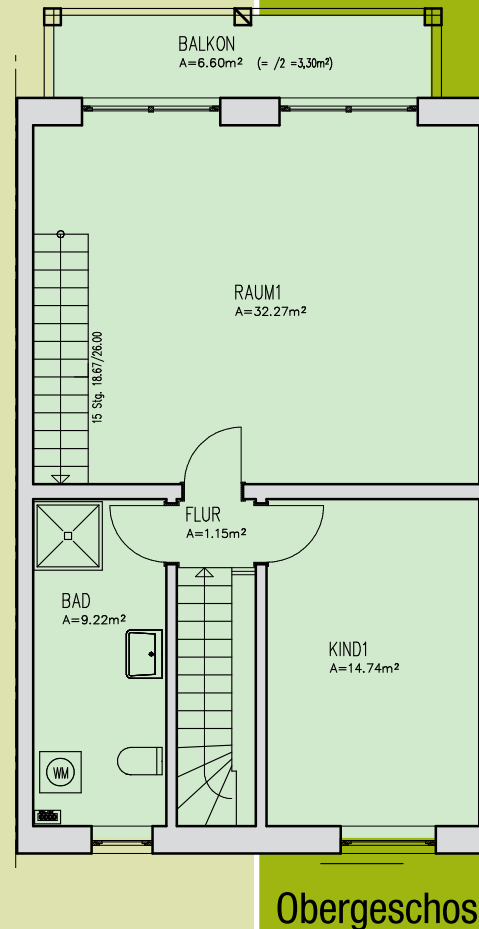 BALKON
A=6.60m² (= /2 =3,30m²)
RAUM1
A=32.27m²
15 Stg. 18.67/26.00
FLUR
A=1.15m²
BAD
A=9.22m²
KIND1
A=14.74m²
WM
Obergeschos